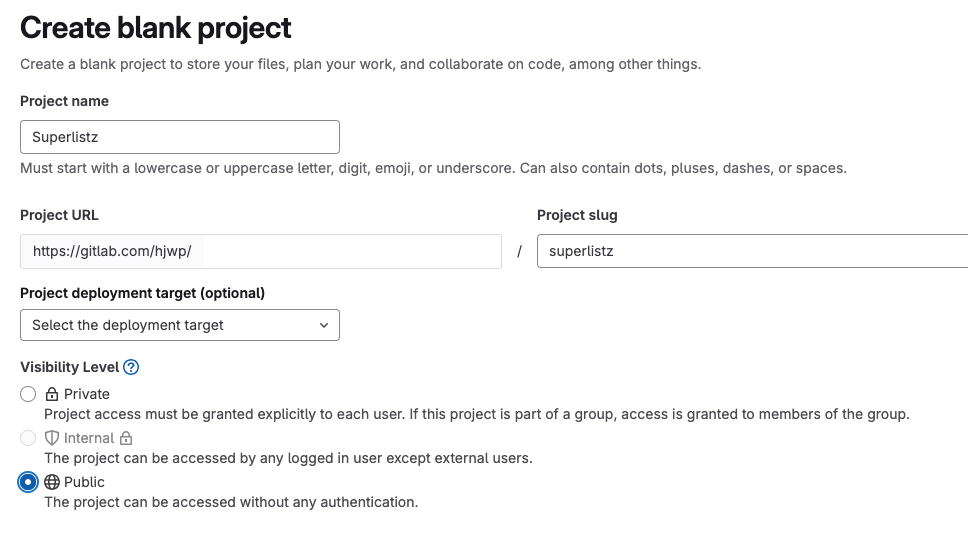 Create blank project
Create a blank project to store your files, plan your work, and collaborate on code, among other things.
Project name
Superlistz
Must start with a lowercase or uppercase letter, digit, emoji, or underscore. Can also contain dots, pluses, dashes, or spaces.
Project URL
Project slug
https://gitlab.com/hjwp/
/
superlistz
Project deployment target (optional)
Select the deployment target
Visibility Level ?
Private
Project access must be granted explicitly to each user. If this project is part of a group, access is granted to members of the group.
Internal
The project can be accessed by any logged in user except external users.
Public
The project can be accessed without any authentication.